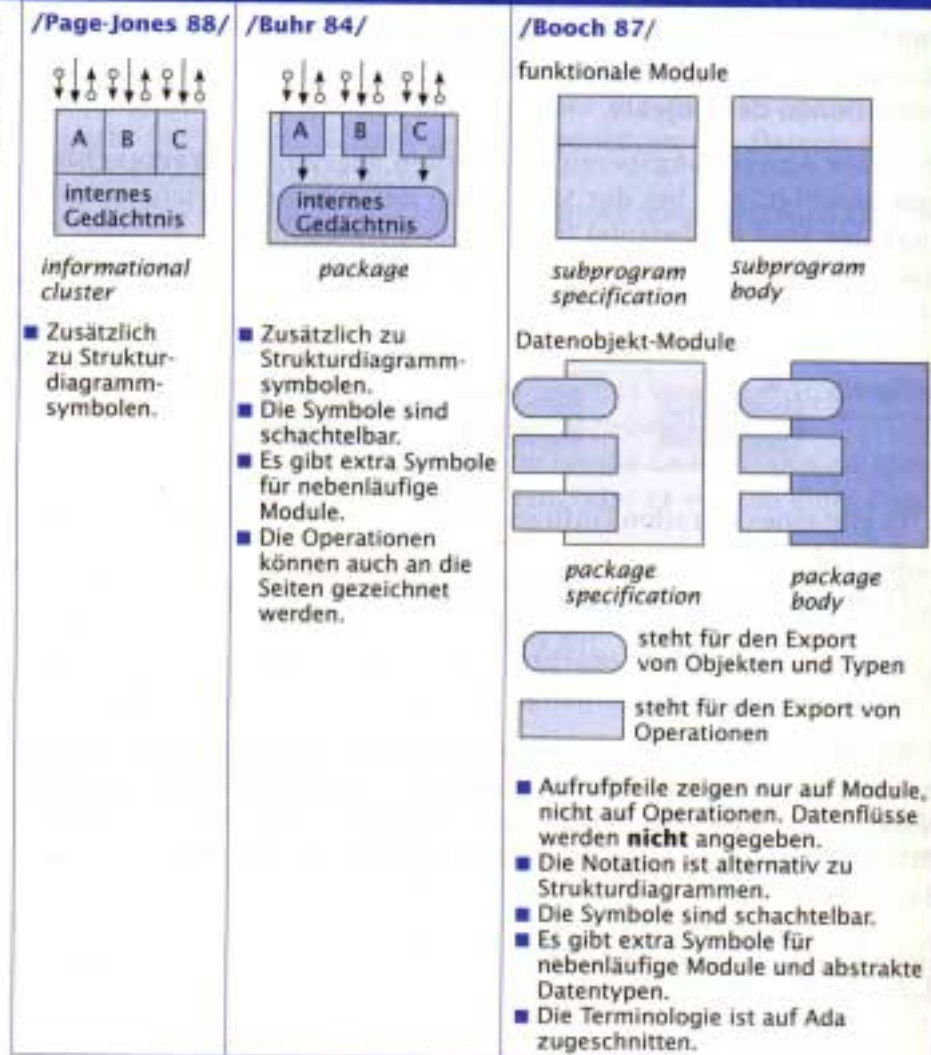 /Page-Jones 88/
A B C
internes
Gedächtnis
informational
cluster
■ Zusätzlich
zu Struktur-
diagramm-
symbolen.
/Buhr 84/
A B C
internes
Gedächtnis
package
■ Zusätzlich zu
Strukturdiagramm-
symbolen.
■ Die Symbole sind
schachtelbar.
■ Es gibt extra Symbole
für nebenläufige
Module.
■ Die Operationen
können auch an die
Seiten gezeichnet
werden.
/Booch 87/
funktionale Module
subprogram
specification
subprogram
body
Datenobjekt-Module
package
specification
package
body
steht für den Export
von Objekten und Typen
steht für den Export von
Operationen
■ Aufrufpfeile zeigen nur auf Module,
nicht auf Operationen. Datenflüsse
werden nicht angegeben.
■ Die Notation ist alternativ zu
Strukturdiagrammen.
■ Die Symbole sind schachtelbar.
■ Es gibt extra Symbole für
nebenläufige Module und abstrakte
Datentypen.
■ Die Terminologie ist auf Ada
zugeschnitten.